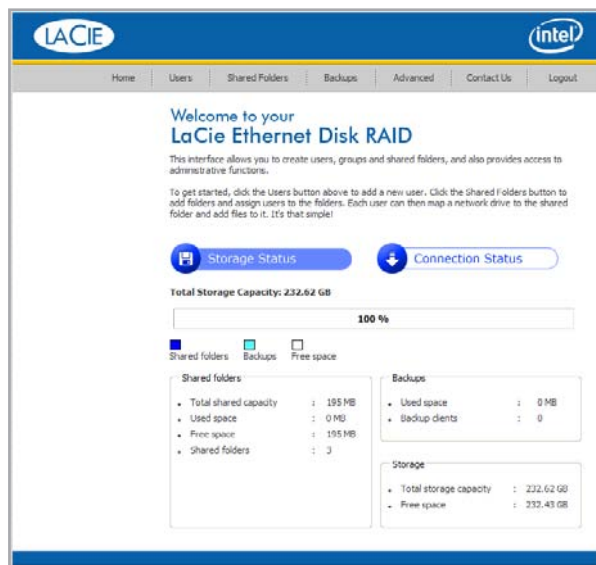 LACIE
intel
Home Users Shared Folders Backups Advanced Contact Us Logout
Welcome to your
LaCie Ethernet Disk RAID
This interface allows you to create users, groups and shared folders, and also provides access to
administrative functions.
To get started, click the Users button above to add a new user. Click the Shared Folders button to
add folders and assign users to the folders. Each user can then map a network drive to the shared
folder and add files to it. It's that simple!
Storage Status
Connection Status
Total Storage Capacity: 232.62 GB
100 %
Shared folders Backups Free space
Shared folders
Total shared capacity : 195 MB
Used space : 0 MB
Free space : 195 MB
Shared folders : 3
Backups
Used space : 0 MB
Backup clients : 0
Storage
Total storage capacity : 232.62 GB
Free space : 232.43 GB